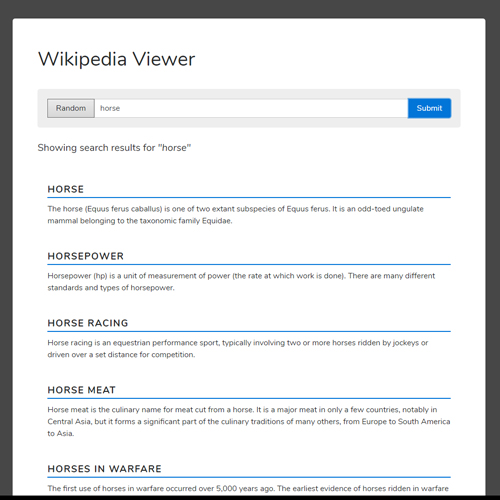 Wikipedia Viewer
Random horse Submit
Showing search results for "horse"
HORSE
The horse (Equus ferus caballus) is one of two extant subspecies of Equus ferus. It is an odd-toed ungulate
mammal belonging to the taxonomic family Equidae.
HORSEPOWER
Horsepower (hp) is a unit of measurement of power (the rate at which work is done). There are many different
standards and types of horsepower.
HORSE RACING
Horse racing is an equestrian performance sport, typically involving two or more horses ridden by jockeys or
driven over a set distance for competition.
HORSE MEAT
Horse meat is the culinary name for meat cut from a horse. It is a major meat in only a few countries, notably in
Central Asia, but it forms a significant part of the culinary traditions of many others, from Europe to South America
to Asia.
HORSES IN WARFARE
The first use of horses in warfare occurred over 5,000 years ago. The earliest evidence of horses ridden in warfare